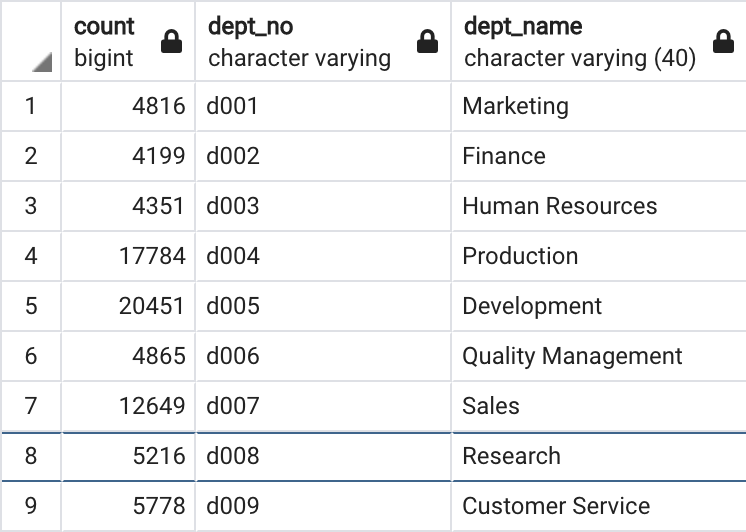 count dept_no dept_name
bigint character varying character varying (40)
1 4816 d001 Marketing
2 4199 d002 Finance
3 4351 d003 Human Resources
4 17784 d004 Production
5 20451 d005 Development
6 4865 d006 Quality Management
7 12649 d007 Sales
8 5216 d008 Research
9 5778 d009 Customer Service